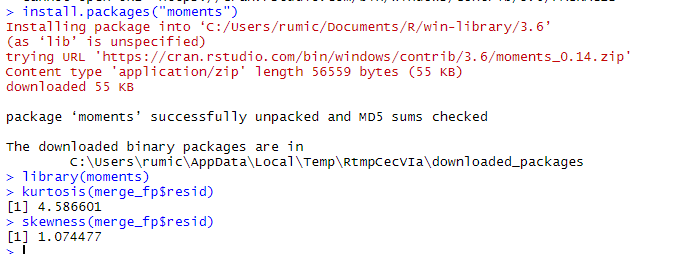 > install.packages("moments")
Installing package into ‘C:/Users/rumic/Documents/R/win-library/3.6’
(as ‘lib’ is unspecified)
trying URL 'https://cran.rstudio.com/bin/windows/contrib/3.6/moments_0.14.zip'
Content type 'application/zip' length 56559 bytes (55 KB)
downloaded 55 KB

package ‘moments’ successfully unpacked and MD5 sums checked

The downloaded binary packages are in
        C:\Users\rumic\AppData\Local\Temp\RtmpCecVIa\downloaded_packages
> library(moments)
> kurtosis(merge_fp$resid)
[1] 4.586601
> skewness(merge_fp$resid)
[1] 1.074477
>